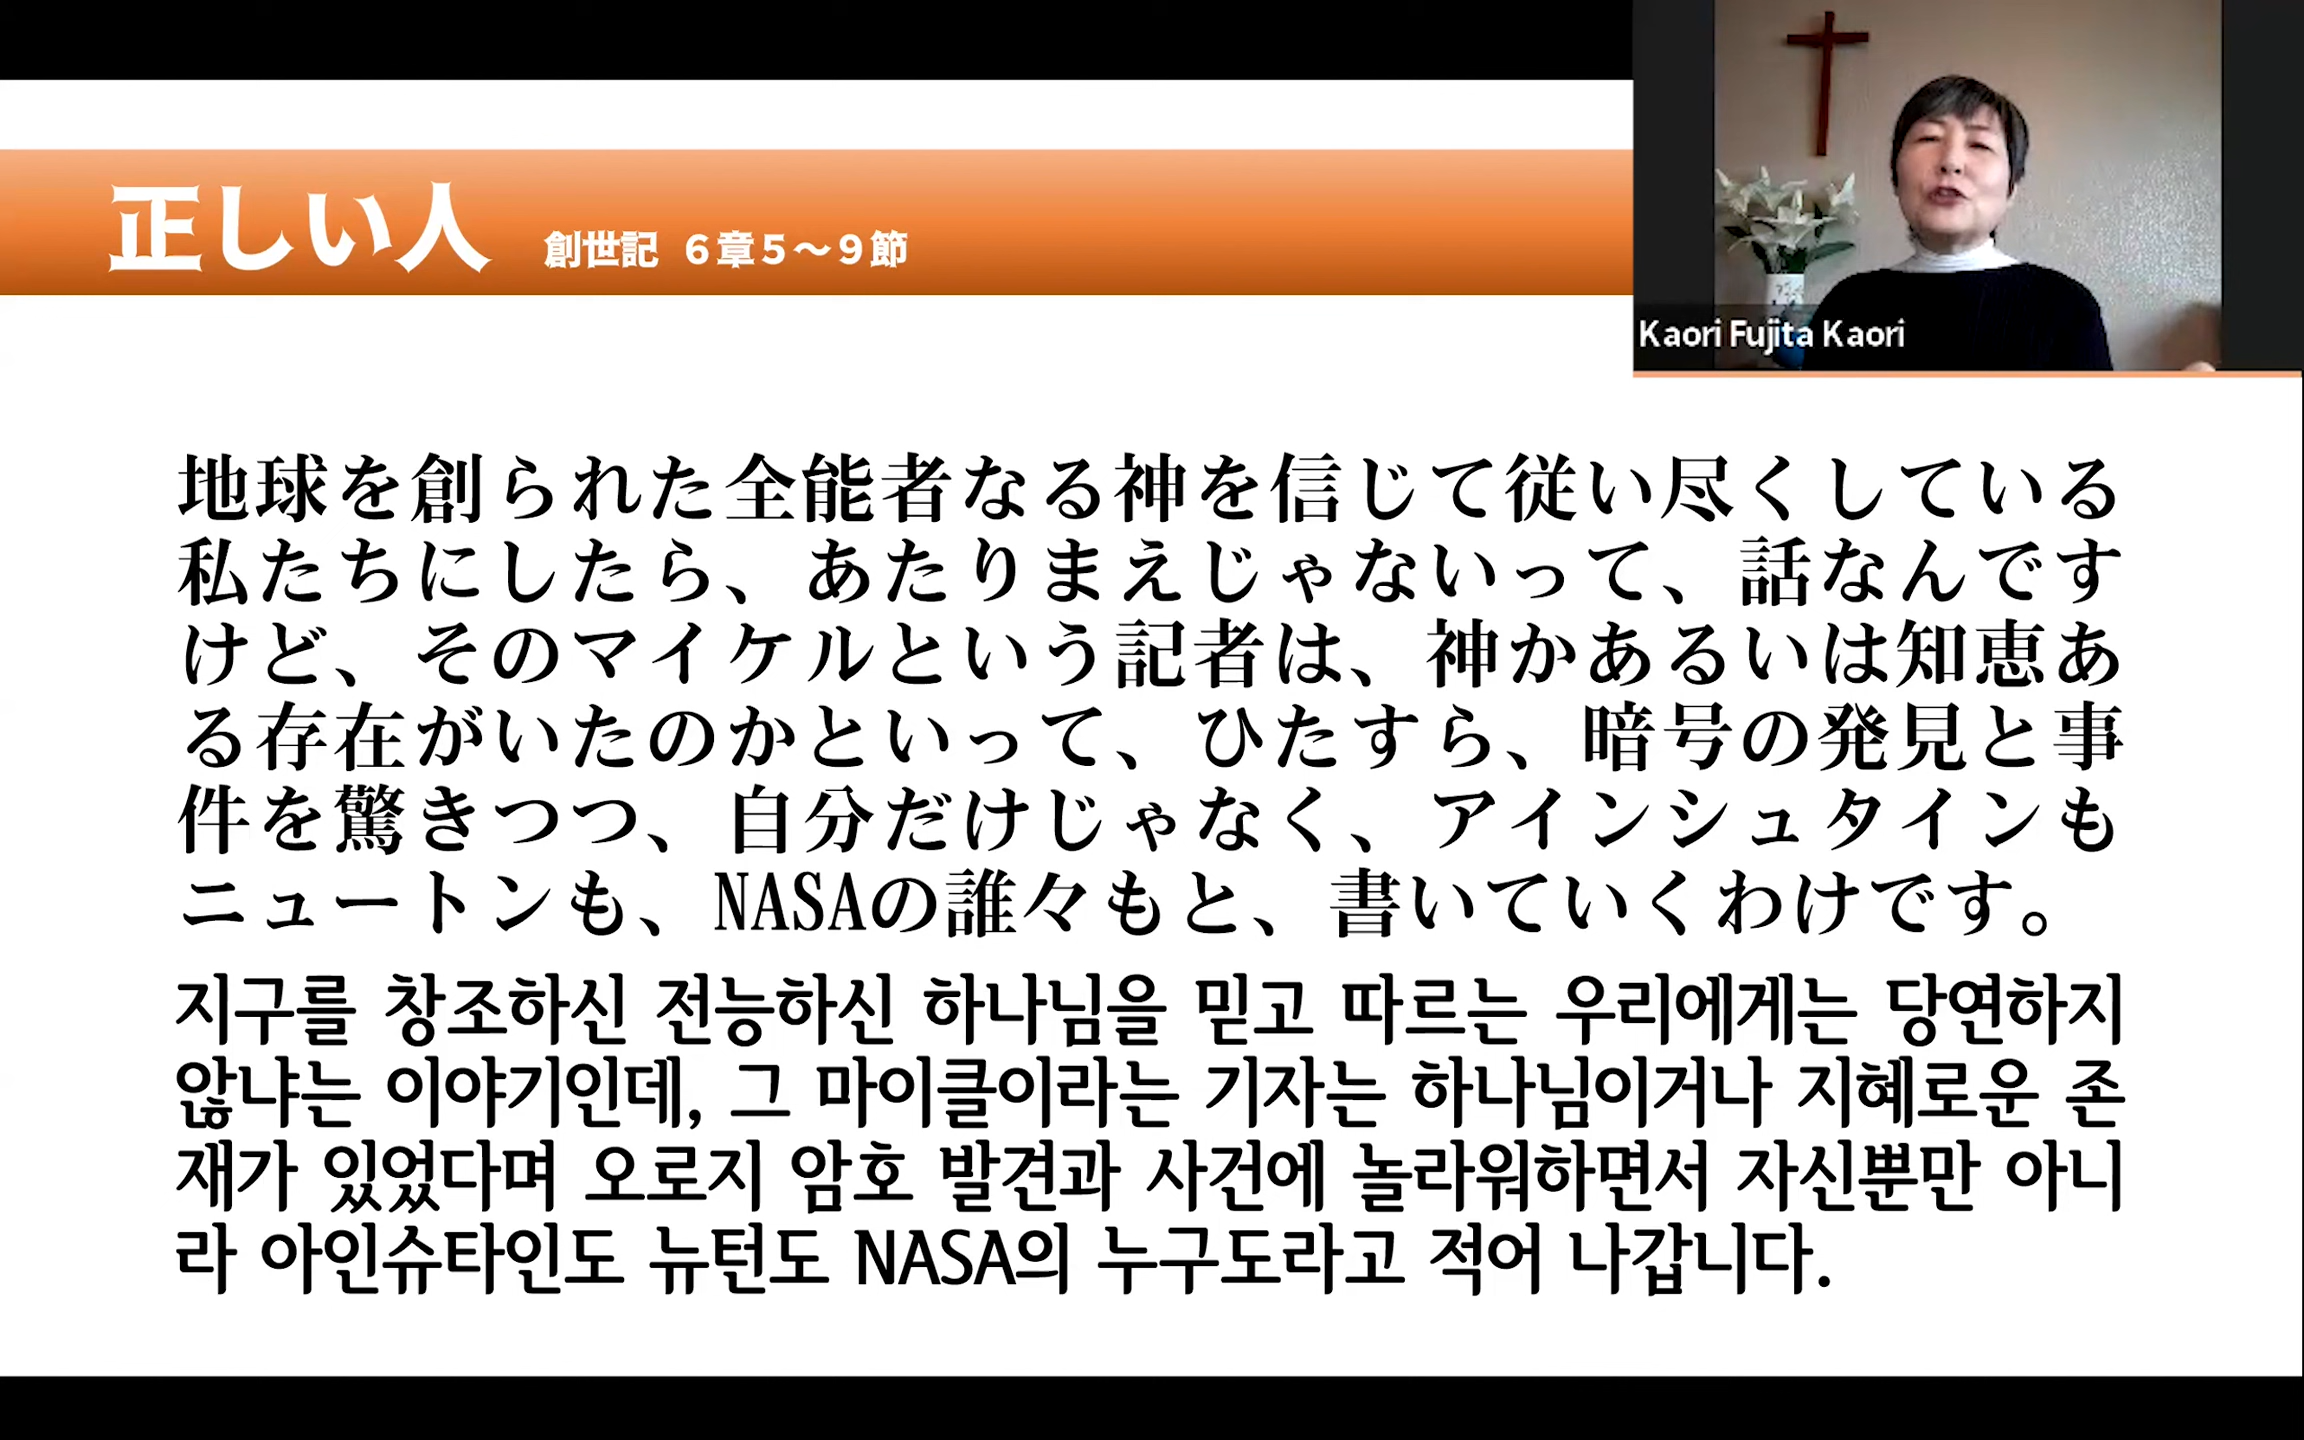 正しい人 創世記 ６章５〜９節
Kaori Fujita Kaori
地球を創られた全能者なる神を信じて従い尽くしている
私たちにしたら、あたりまえじゃないって、話なんです
けど、そのマイケルという記者は、神かあるいは知恵あ
る存在がいたのかといって、ひたすら、暗号の発見と事
件を驚きつつ、自分だけじゃなく、アインシュタインも
ニュートンも、NASAの誰々もと、書いていくわけです。
지구를 창조하신 전능하신 하나님을 믿고 따르는 우리에게는 당연하지
않냐는 이야기인데, 그 마이클이라는 기자는 하나님이거나 지혜로운 존
재가 있었다며 오로지 암호 발견과 사건에 놀라워하면서 자신뿐만 아니
라 아인슈타인도 뉴턴도 NASA의 누구도라고 적어 나갑니다.